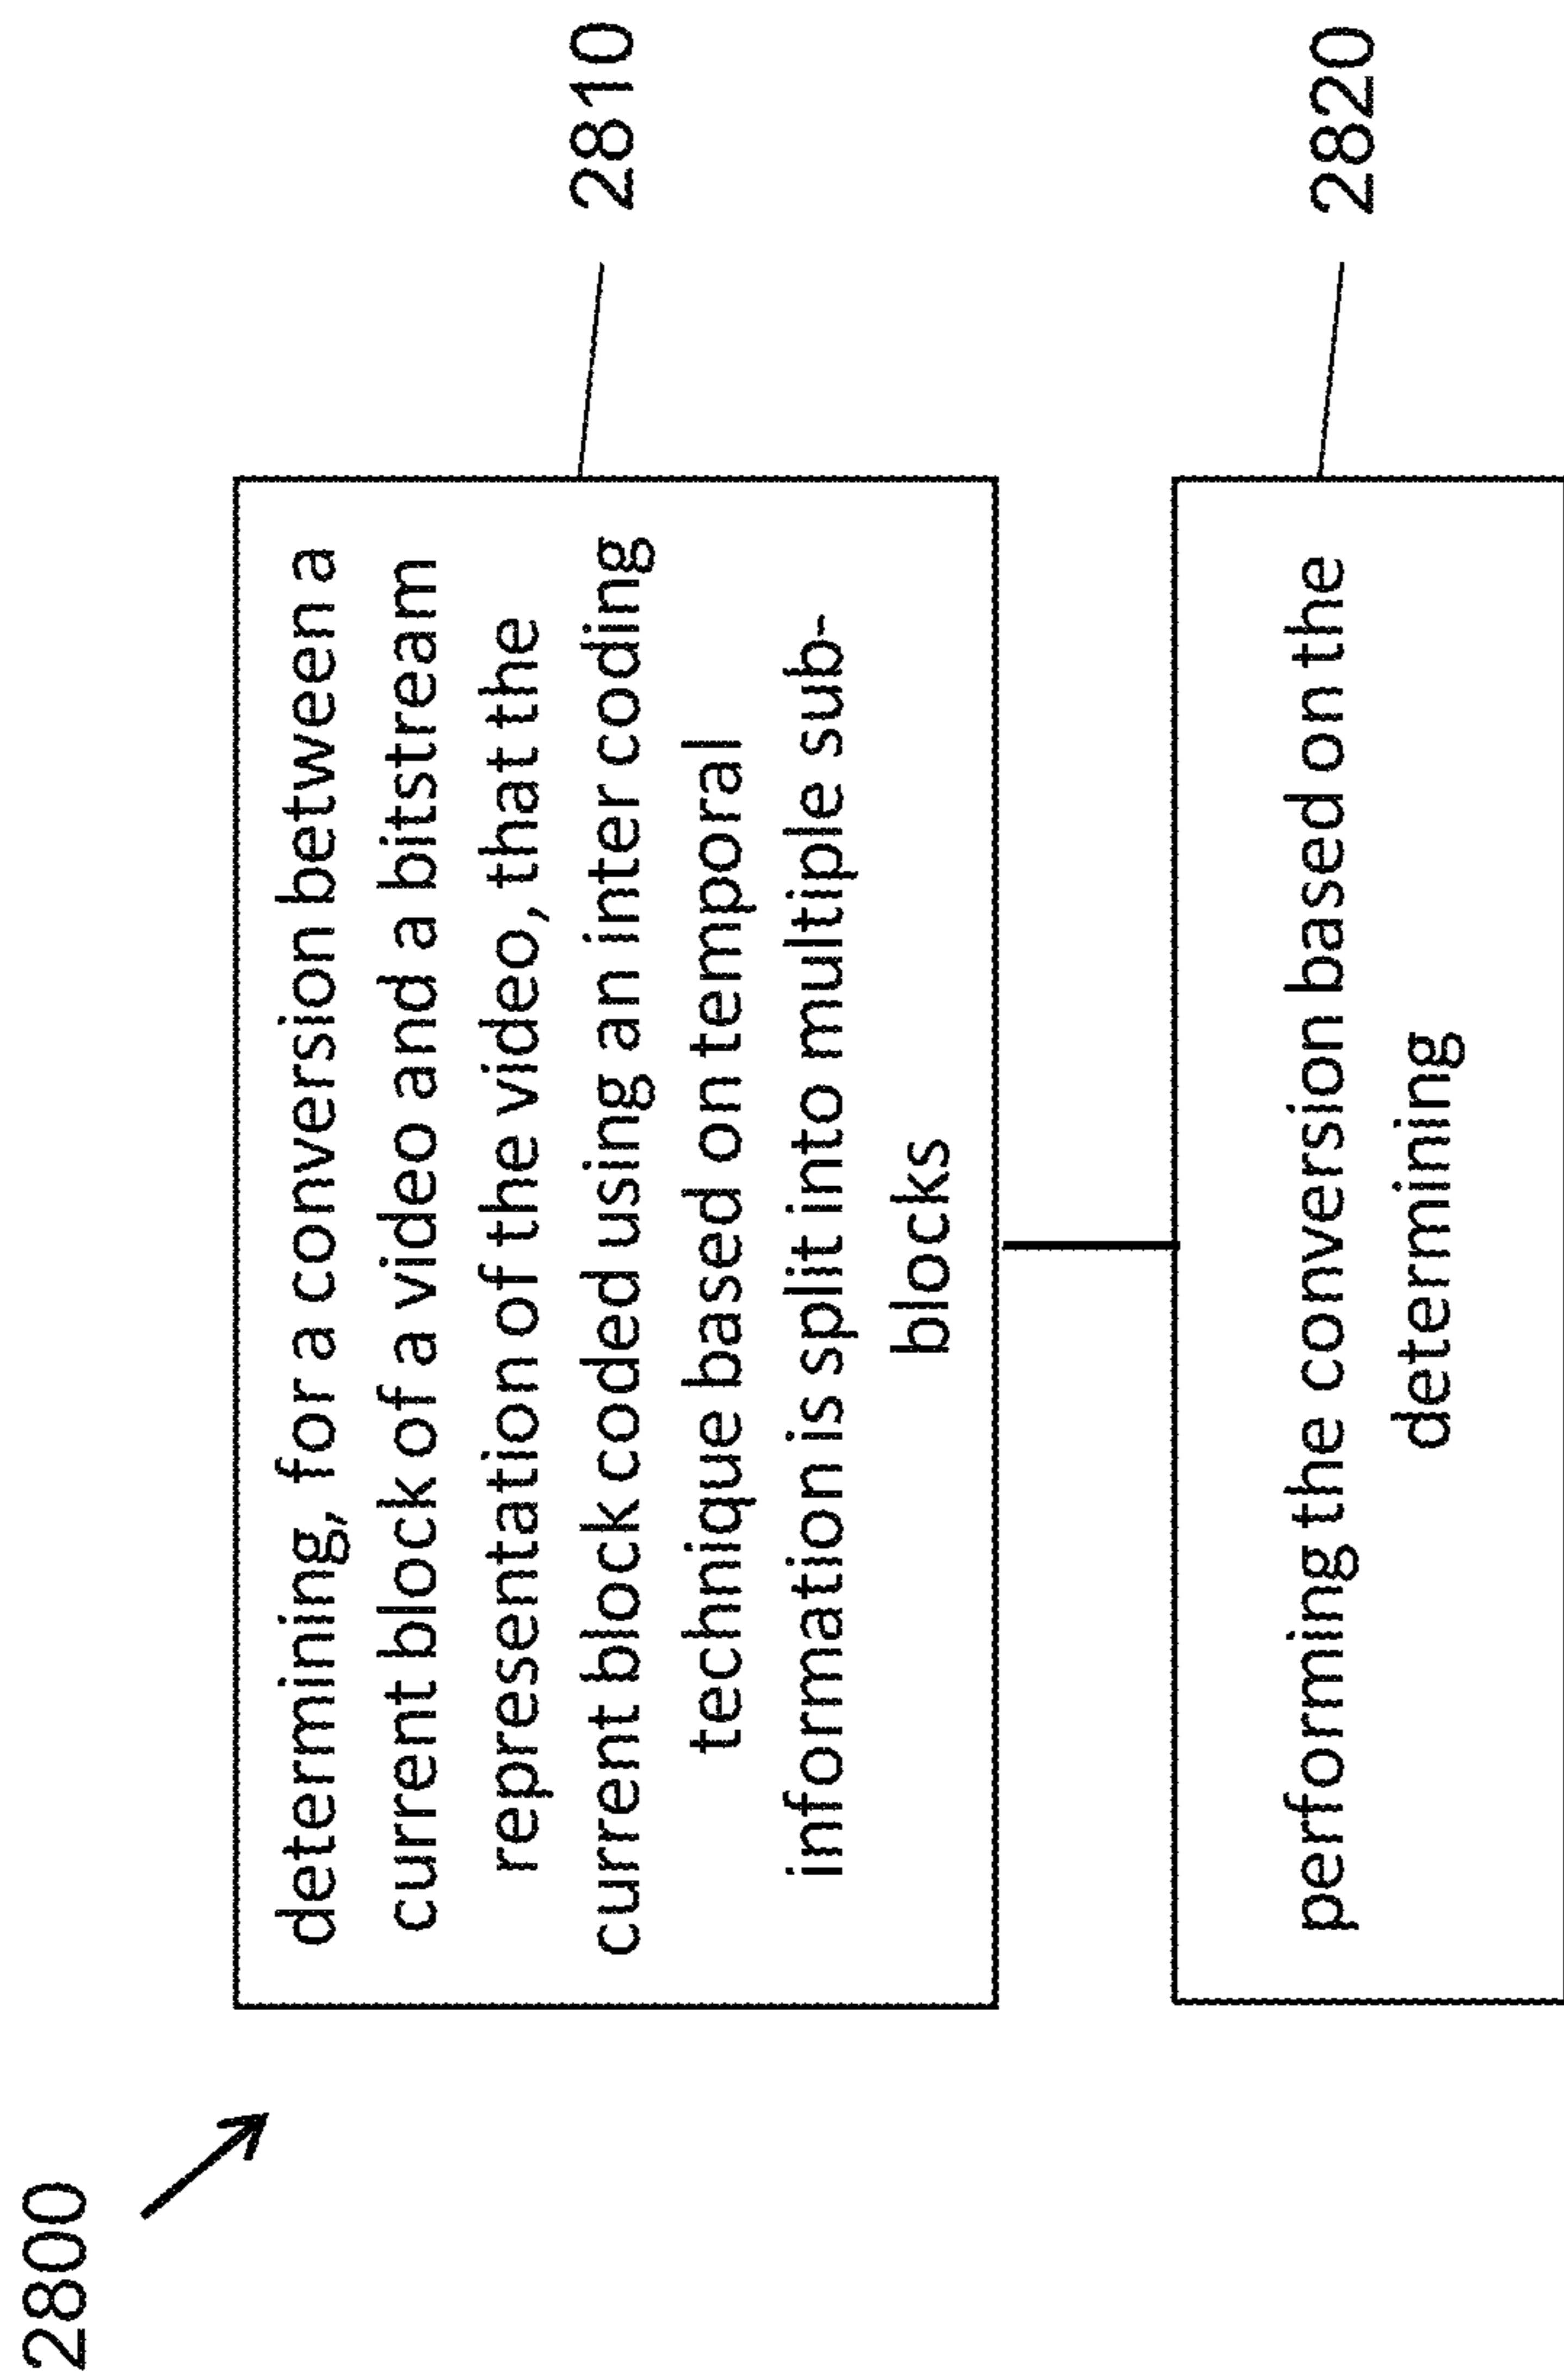 2800
determining, for a conversion between a
current block of a video and a bitstream
representation of the video, that the
current block coded using an inter coding
technique based on temporal
information is split into multiple sub-
blocks
2810
performing the conversion based on the
determining
2820